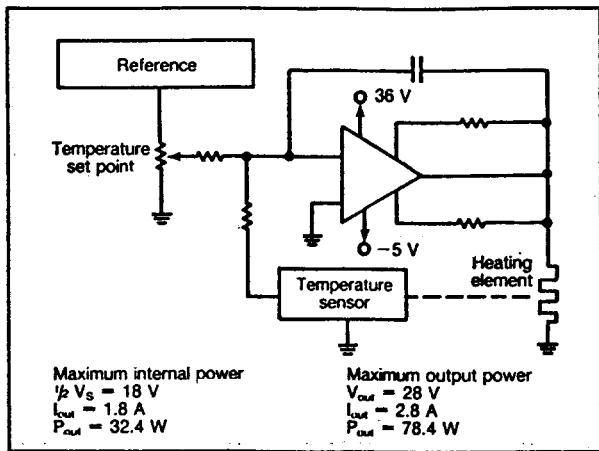 Reference
36 V
Temperature
set point
−5 V
Heating
element
Temperature
sensor
Maximum internal power
½ Vs = 18 V
Iout = 1.8 A
Pout = 32.4 W
Maximum output power
Vout = 28 V
Iout = 2.8 A
Pout = 78.4 W